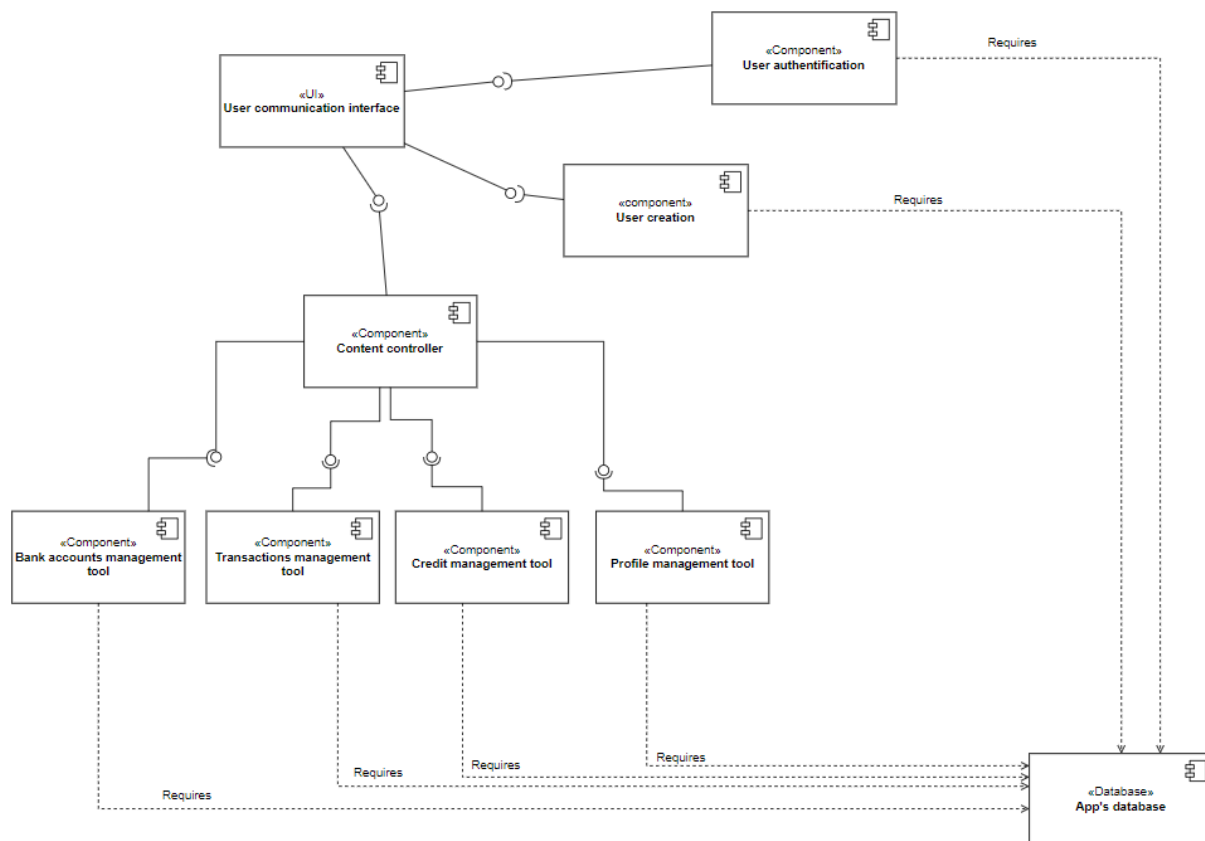 «Component»
User authentification
Requires
«UI»
User communication interface
«component»
User creation
Requires
«Component»
Content controller
«Component»
Bank accounts management
tool
«Component»
Transactions management
tool
«Component»
Credit management tool
«Component»
Profile management tool
Requires
Requires
Requires
Requires
«Database»
App's database